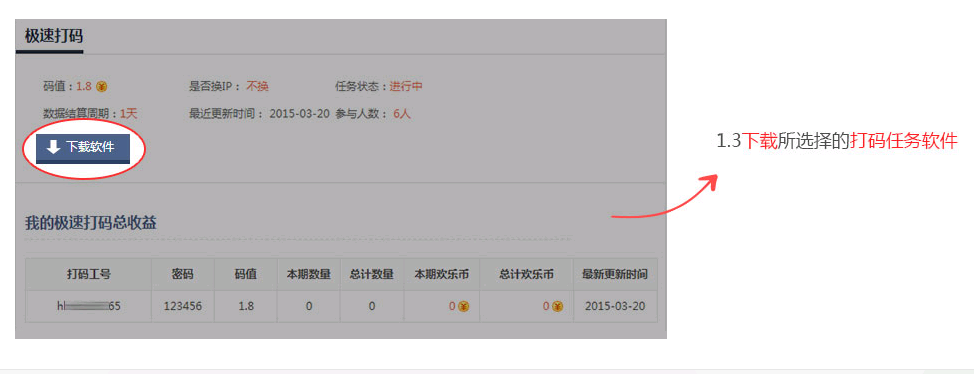 极速打码
码值：1.8 是否换IP： 不换 任务状态：进行中
数据结算周期：1天 最近更新时间： 2015-03-20 参与人数： 6人
下载软件
1.3下载所选择的打码任务软件
我的极速打码总收益
打码工号 密码 码值 本期数量 总计数量 本期欢乐币 总计欢乐币 最新更新时间
65 123456 1.8 0 0 0 0 2015-03-20